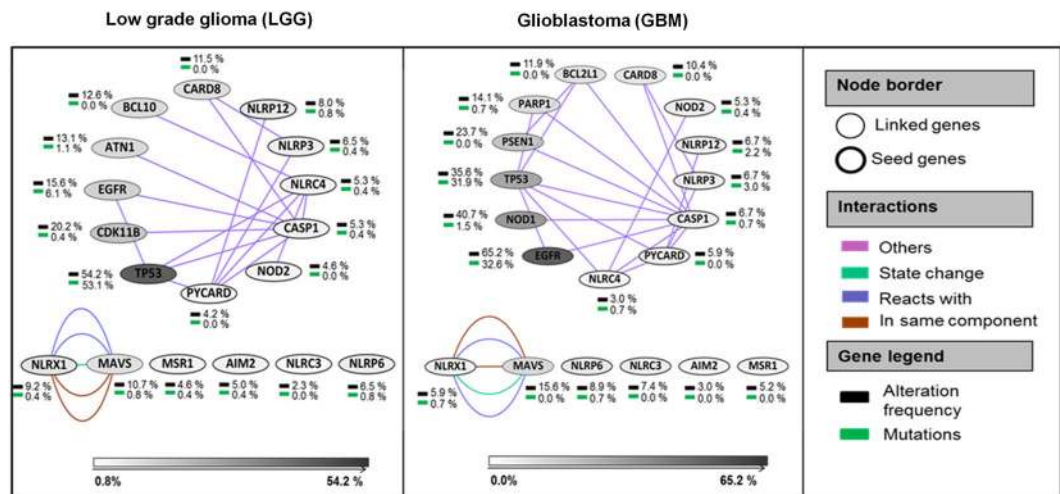 Low grade glioma (LGG)
Glioblastoma (GBM)
11.5 %
0.0 %
CARD8
12.6 %
0.0 %
BCL10
NLRP12
8.0 %
0.8 %
13.1 %
1.1 %
ATN1
NLRP3
6.5 %
0.4 %
15.6 %
6.1 %
EGFR
NLRC4
5.3 %
0.4 %
20.2 %
0.4 %
CDK11B
CASP1
5.3 %
0.4 %
54.2 %
53.1 %
TP53
NOD2
4.6 %
0.0 %
PYCARD
4.2 %
0.0 %
NLRX1
MAVS
MSR1
AIM2
NLRC3
NLRP6
9.2 %
0.4 %
10.7 %
0.8 %
4.6 %
0.4 %
5.0 %
0.4 %
2.3 %
0.0 %
6.5 %
0.8 %
0.8%
54.2 %
11.9 %
0.0 %
BCL2L1
CARD8
10.4 %
0.0 %
14.1 %
0.7 %
PARP1
NOD2
5.3 %
0.4 %
23.7 %
0.0 %
PSEN1
NLRP12
6.7 %
2.2 %
35.6 %
31.9 %
TP53
NLRP3
6.7 %
3.0 %
40.7 %
1.5 %
NOD1
CASP1
6.7 %
0.7 %
65.2 %
32.6 %
EGFR
PYCARD
5.9 %
0.0 %
NLRC4
3.0 %
0.7 %
NLRX1
MAVS
NLRP6
NLRC3
AIM2
MSR1
5.9 %
0.7 %
15.6 %
0.0 %
8.9 %
0.7 %
7.4 %
0.0 %
3.0 %
0.0 %
5.2 %
0.0 %
0.0%
65.2 %
Node border
Linked genes
Seed genes
Interactions
Others
State change
Reacts with
In same component
Gene legend
Alteration
frequency
Mutations